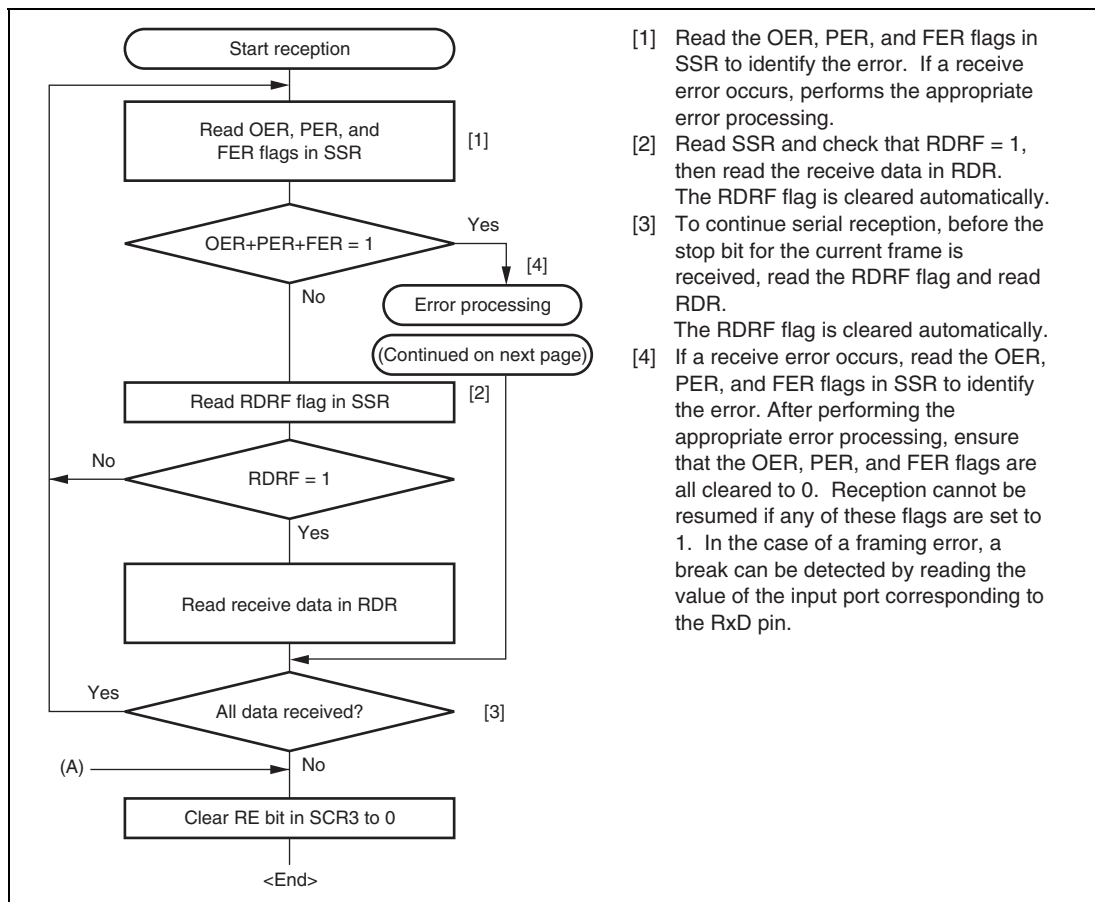 Start reception
Read OER, PER, and
FER flags in SSR
[1]
OER+PER+FER = 1
Yes
[4]
No
Error processing
(Continued on next page)
Read RDRF flag in SSR
[2]
No
RDRF = 1
Yes
Read receive data in RDR
Yes
All data received?
[3]
(A)
No
Clear RE bit in SCR3 to 0
<End>
[1] Read the OER, PER, and FER flags in
SSR to identify the error. If a receive
error occurs, performs the appropriate
error processing.
[2] Read SSR and check that RDRF = 1,
then read the receive data in RDR.
The RDRF flag is cleared automatically.
[3] To continue serial reception, before the
stop bit for the current frame is
received, read the RDRF flag and read
RDR.
The RDRF flag is cleared automatically.
[4] If a receive error occurs, read the OER,
PER, and FER flags in SSR to identify
the error. After performing the
appropriate error processing, ensure
that the OER, PER, and FER flags are
all cleared to 0. Reception cannot be
resumed if any of these flags are set to
1. In the case of a framing error, a
break can be detected by reading the
value of the input port corresponding to
the RxD pin.